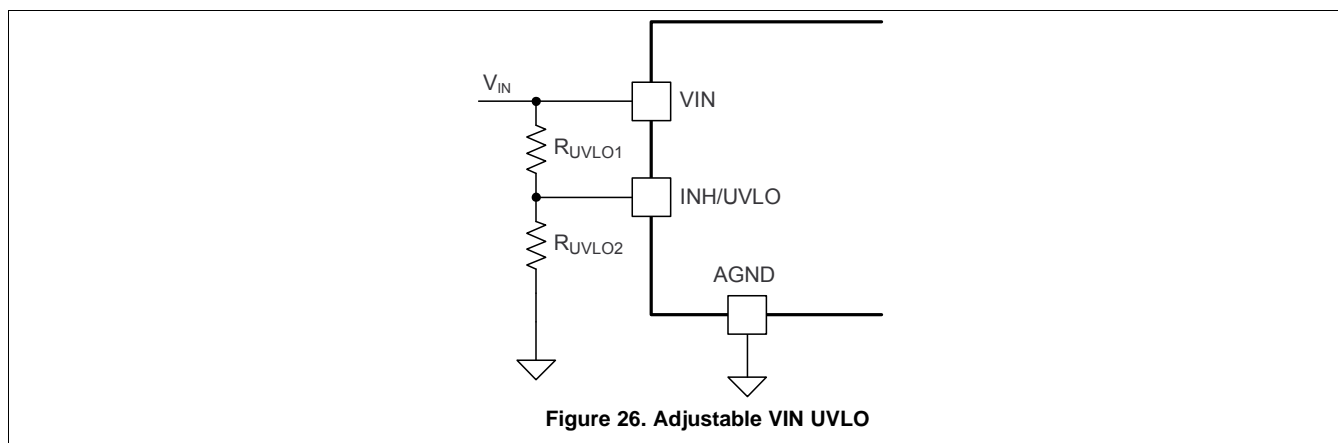 V_IN
VIN
R_UVLO1
INH/UVLO
R_UVLO2
AGND
Figure 26. Adjustable VIN UVLO